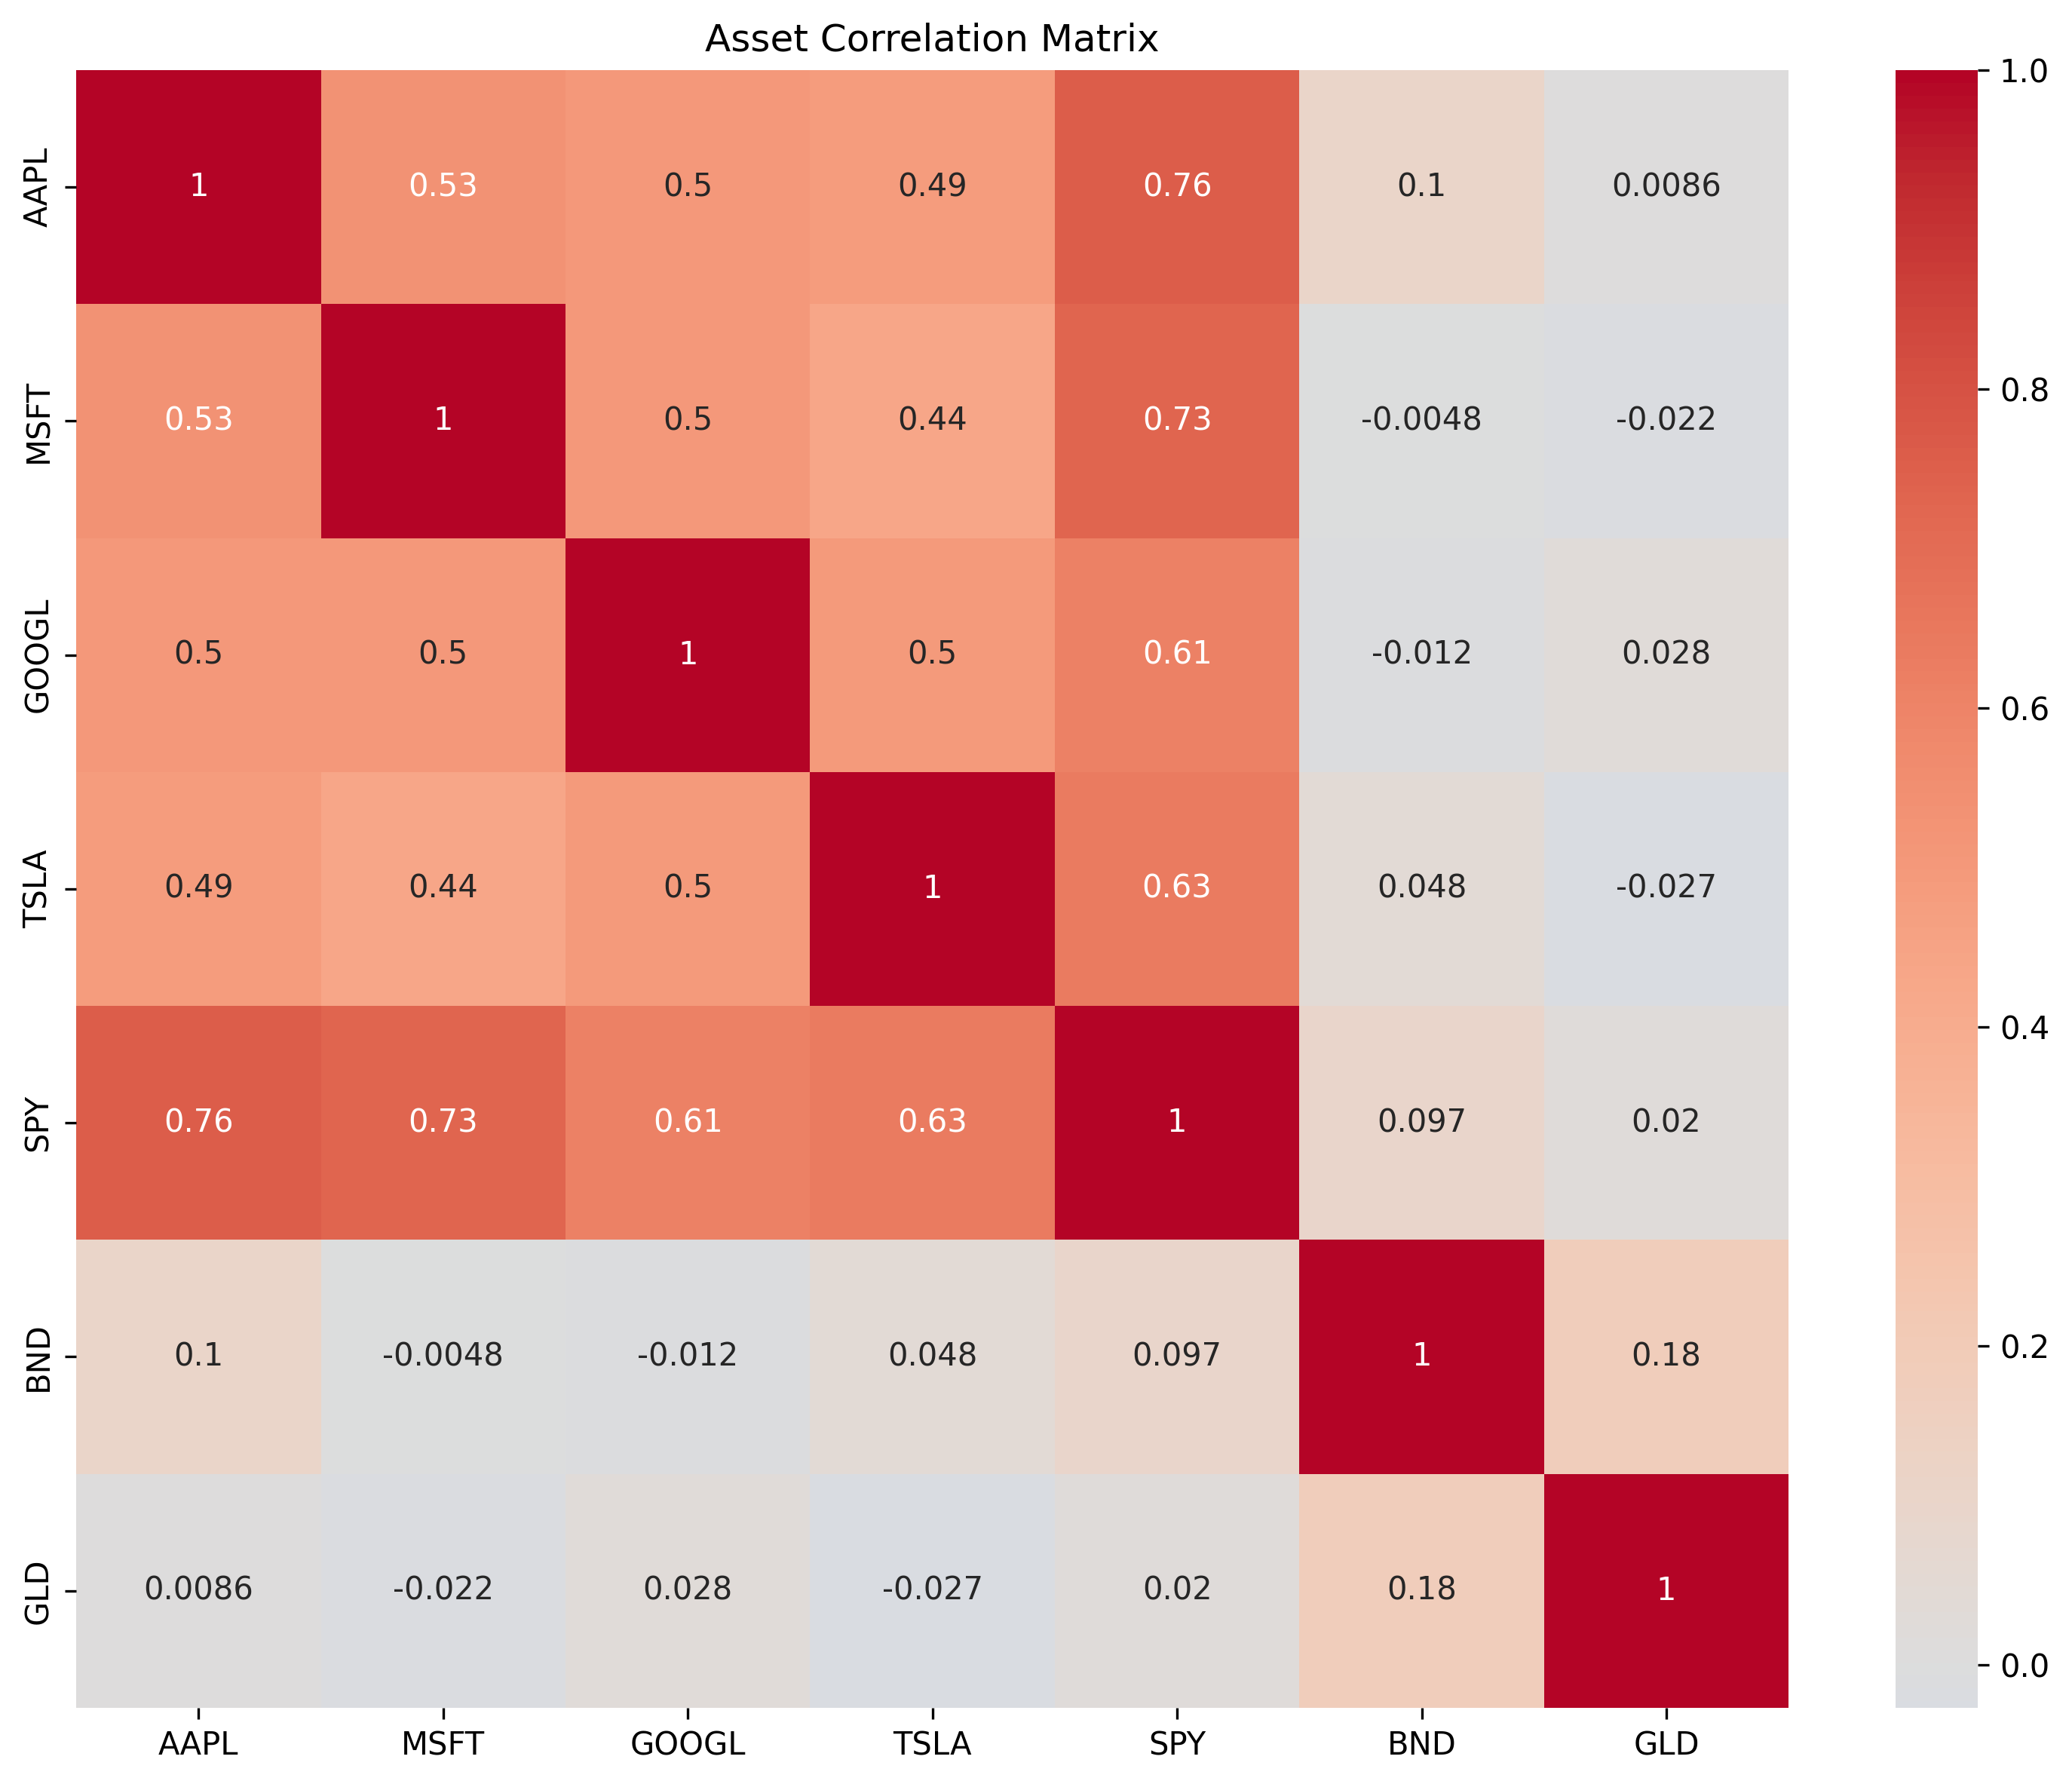 Asset Correlation Matrix
AAPL 1 0.53 0.5 0.49 0.76 0.1 0.0086
MSFT 0.53 1 0.5 0.44 0.73 -0.0048 -0.022
GOOGL 0.5 0.5 1 0.5 0.61 -0.012 0.028
TSLA 0.49 0.44 0.5 1 0.63 0.048 -0.027
SPY 0.76 0.73 0.61 0.63 1 0.097 0.02
BND 0.1 -0.0048 -0.012 0.048 0.097 1 0.18
GLD 0.0086 -0.022 0.028 -0.027 0.02 0.18 1
AAPL MSFT GOOGL TSLA SPY BND GLD
1.0
0.8
0.6
0.4
0.2
0.0